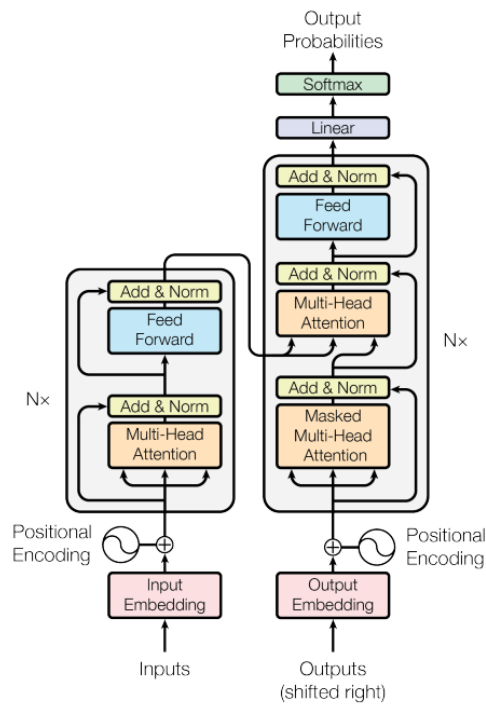 Output
Probabilities
Softmax
Linear
Add & Norm
Feed
Forward
Add & Norm
Multi-Head
Attention
Add & Norm
Masked
Multi-Head
Attention
Nx
Add & Norm
Feed
Forward
Add & Norm
Multi-Head
Attention
Nx
Positional
Encoding
Positional
Encoding
Input
Embedding
Output
Embedding
Inputs
Outputs
(shifted right)